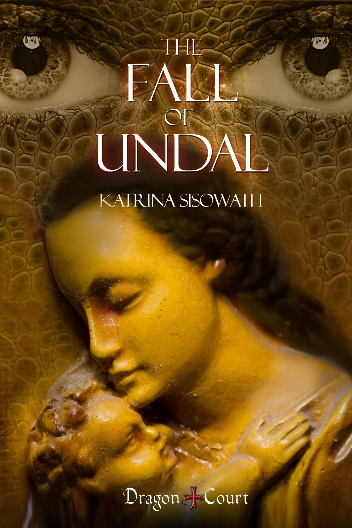 THE
FALL
OF
UNDAL
KATRINA SISOWATH
Dragon Court